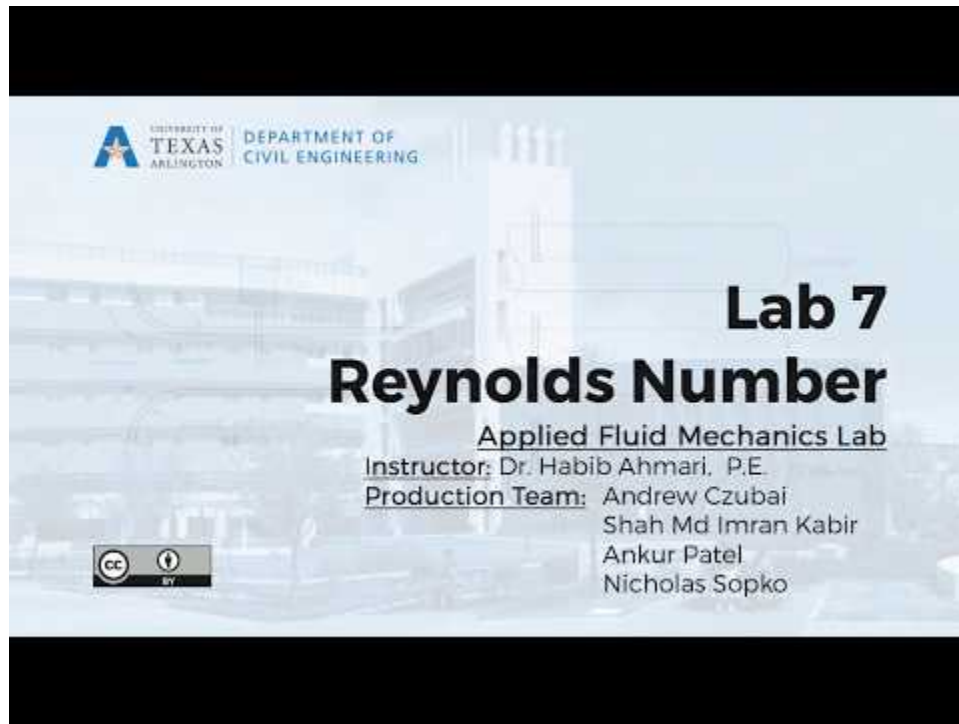 UNIVERSITY OF
TEXAS
ARLINGTON
DEPARTMENT OF
CIVIL ENGINEERING
Lab 7
Reynolds Number
Applied Fluid Mechanics Lab
Instructor: Dr. Habib Ahmari, P.E.
Production Team: Andrew Czubai
Shah Md Imran Kabir
Ankur Patel
Nicholas Sopko
cc
BY